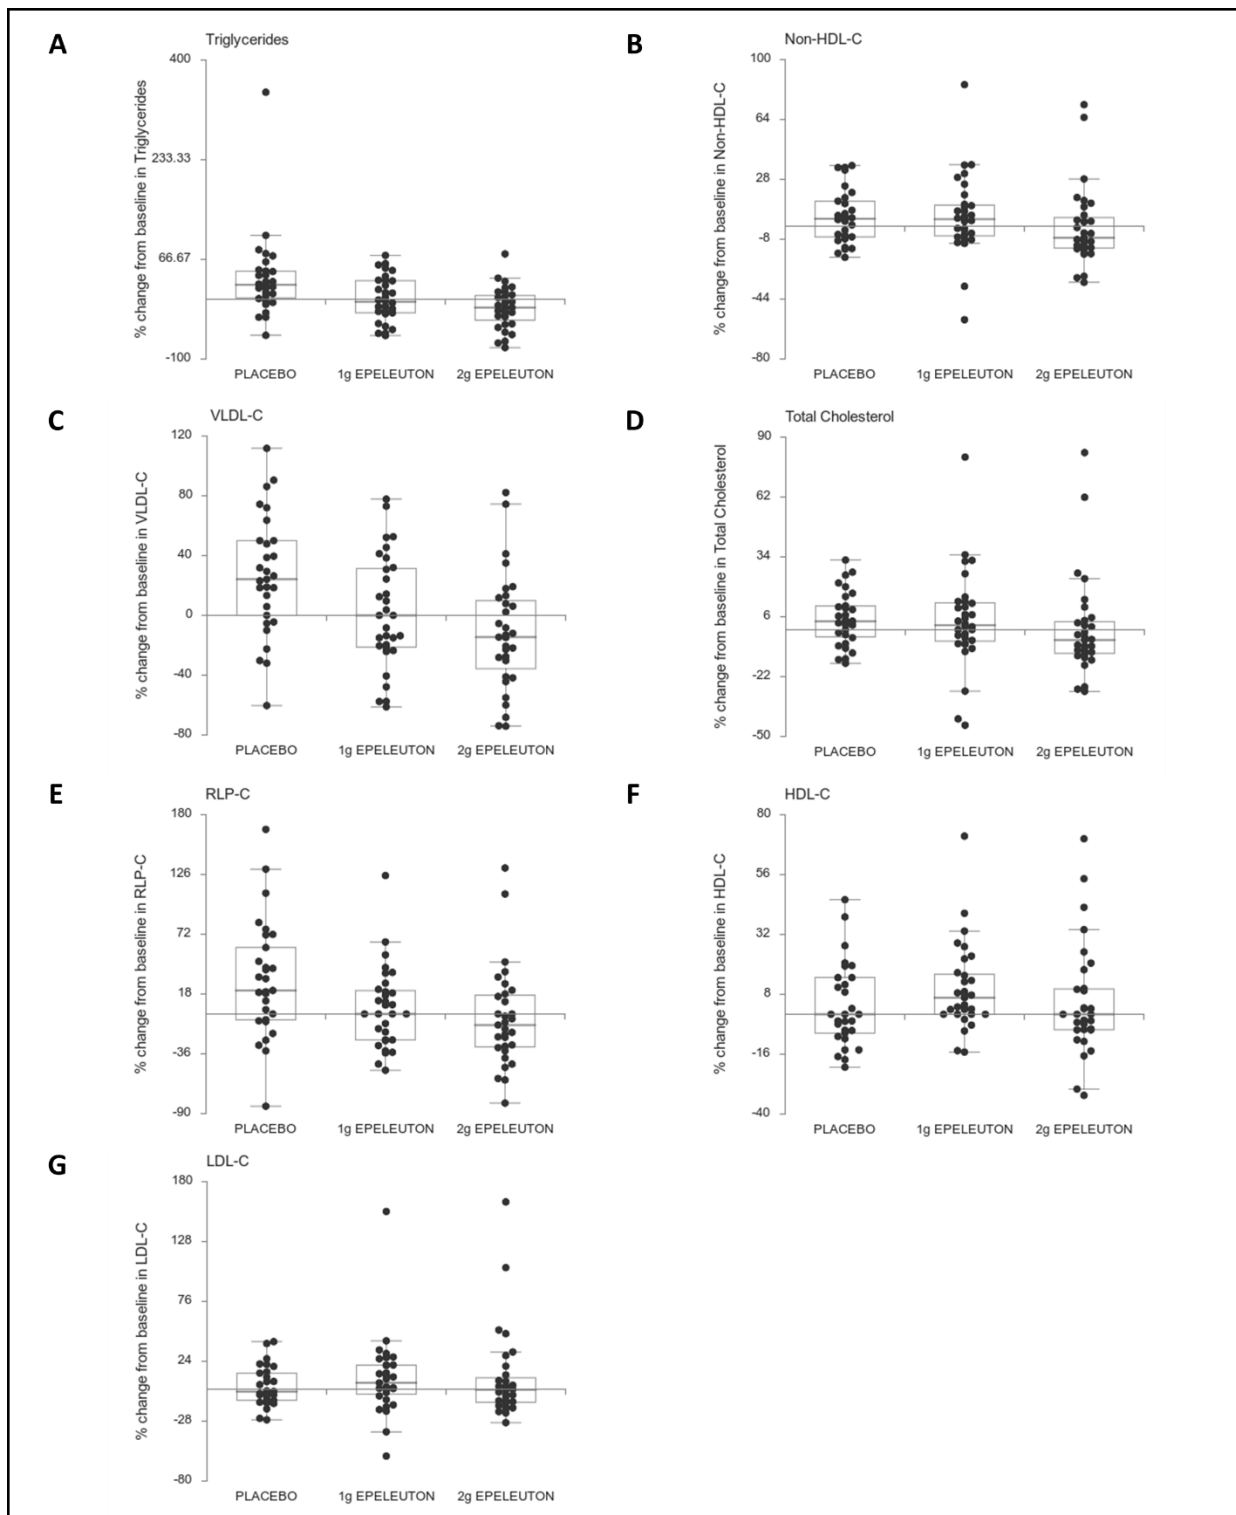 A
Triglycerides
% change from baseline in Triglycerides
400
233.33
66.67
-100
PLACEBO
1g EPELEUTON
2g EPELEUTON
B
Non-HDL-C
% change from baseline in Non-HDL-C
100
64
28
-8
-44
-80
PLACEBO
1g EPELEUTON
2g EPELEUTON
C
VLDL-C
% change from baseline in VLDL-C
120
80
40
0
-40
-80
PLACEBO
1g EPELEUTON
2g EPELEUTON
D
Total Cholesterol
% change from baseline in Total Cholesterol
90
62
34
6
-22
-50
PLACEBO
1g EPELEUTON
2g EPELEUTON
E
RLP-C
% change from baseline in RLP-C
180
126
72
18
-36
-90
PLACEBO
1g EPELEUTON
2g EPELEUTON
F
HDL-C
% change from baseline in HDL-C
80
56
32
8
-16
-40
PLACEBO
1g EPELEUTON
2g EPELEUTON
G
LDL-C
% change from baseline in LDL-C
180
128
76
24
-28
-80
PLACEBO
1g EPELEUTON
2g EPELEUTON